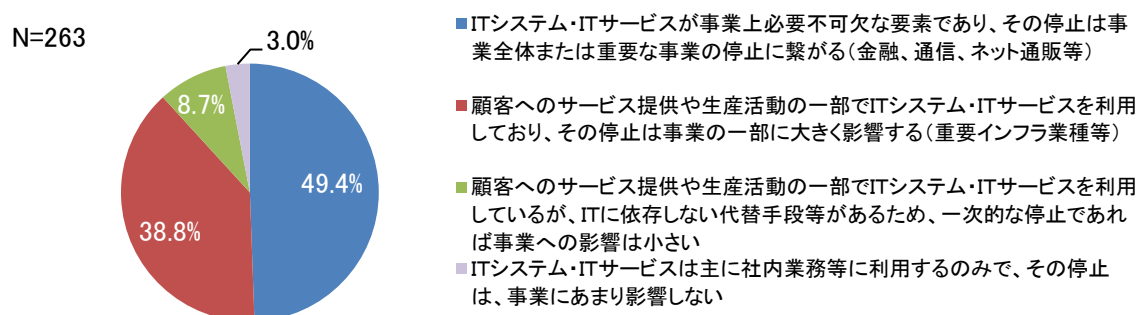 N=263
3.0%
8.7%
49.4%
38.8%
ITシステム・ITサービスが事業上必要不可欠な要素であり、その停止は事
業全体または重要な事業の停止に繋がる(金融、通信、ネット通販等)
顧客へのサービス提供や生産活動の一部でITシステム・ITサービスを利用
しており、その停止は事業の一部に大きく影響する(重要インフラ業種等)
顧客へのサービス提供や生産活動の一部でITシステム・ITサービスを利用
しているが、ITに依存しない代替手段等があるため、一次的な停止であれ
ば事業への影響は小さい
ITシステム・ITサービスは主に社内業務等に利用するのみで、その停止
は、事業にあまり影響しない